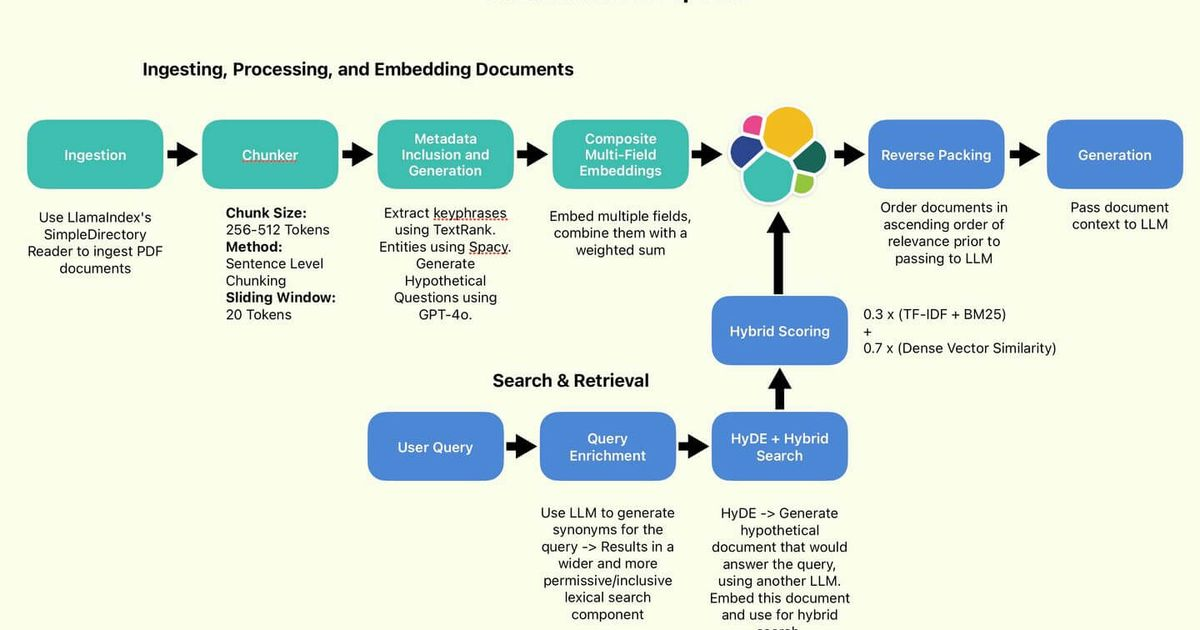 Ingesting, Processing, and Embedding Documents
Ingestion
Use LlamaIndex's
SimpleDirectory
Reader to ingest PDF
documents
Chunker
Chunk Size:
256-512 Tokens
Method:
Sentence Level
Chunking
Sliding Window:
20 Tokens
Metadata
Inclusion and
Generation
Extract keyphrases
using TextRank.
Entities using Spacy.
Generate
Hypothetical
Questions using
GPT-4o.
Composite
Multi-Field
Embeddings
Embed multiple fields,
combine them with a
weighted sum
Reverse Packing
Order documents in
ascending order of
relevance prior to
passing to LLM
Generation
Pass document
context to LLM
Hybrid Scoring
0.3 x (TF-IDF + BM25)
+
0.7 x (Dense Vector Similarity)
Search & Retrieval
User Query
Query
Enrichment
Use LLM to generate
synonyms for the
query -> Results in a
wider and more
permissive/inclusive
lexical search
component
HyDE + Hybrid
Search
HyDE -> Generate
hypothetical
document that would
answer the query,
using another LLM.
Embed this document
and use for hybrid